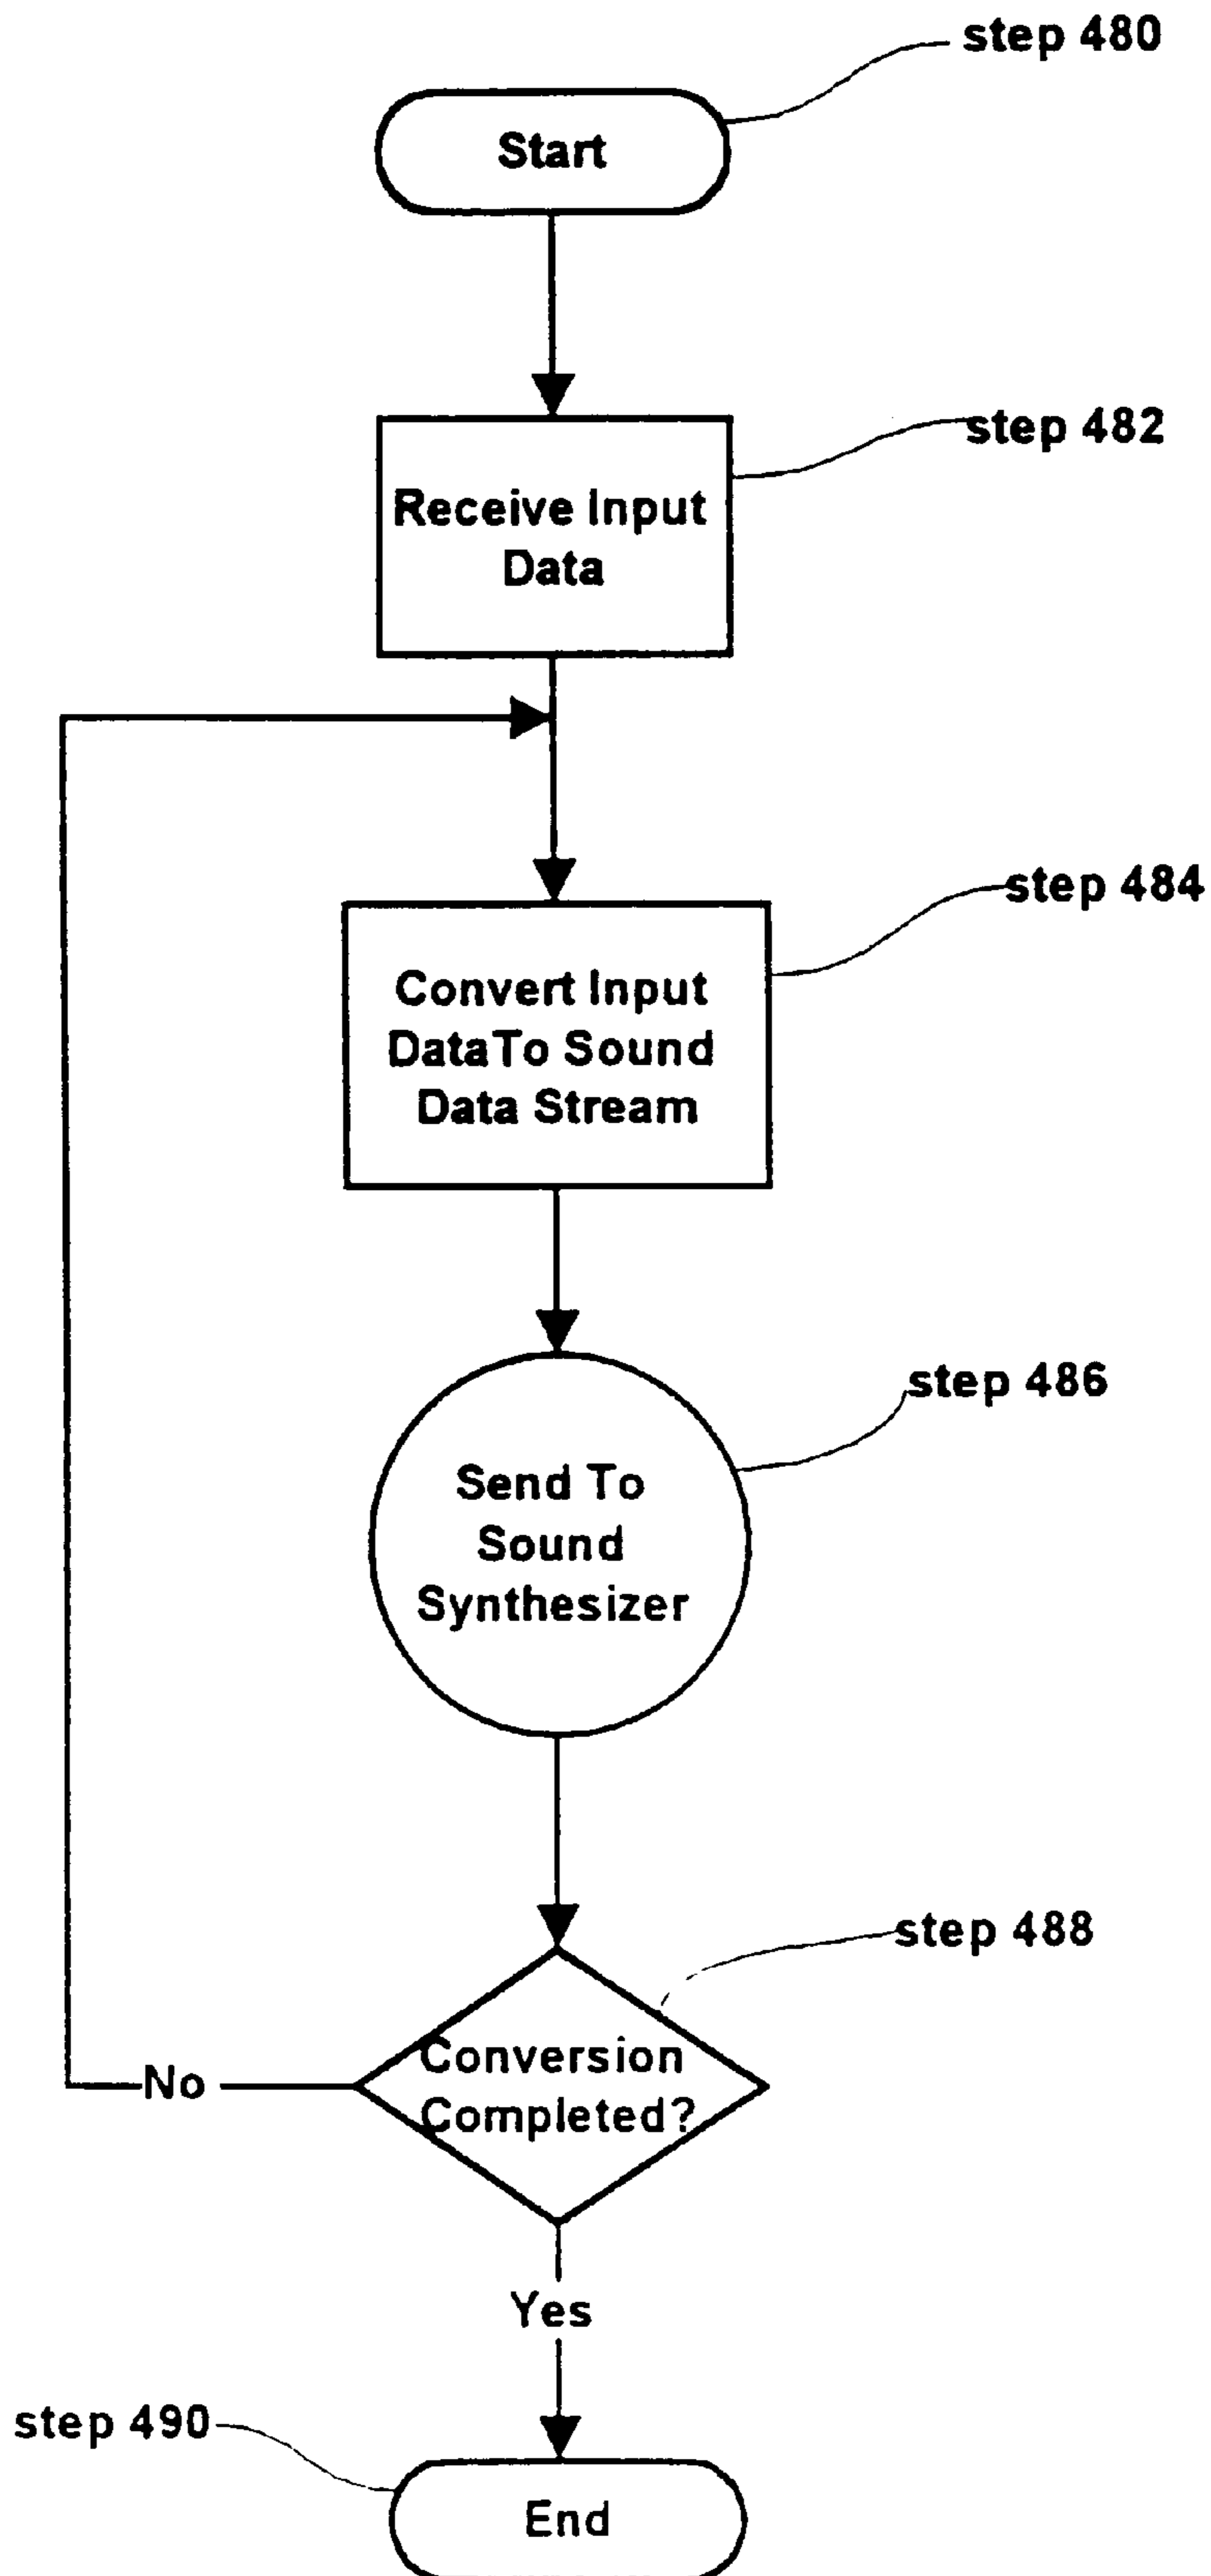 step 480
Start
step 482
Receive Input
Data
step 484
Convert Input
DataTo Sound
Data Stream
step 486
Send To
Sound
Synthesizer
step 488
Conversion
Completed?
No
Yes
step 490
End